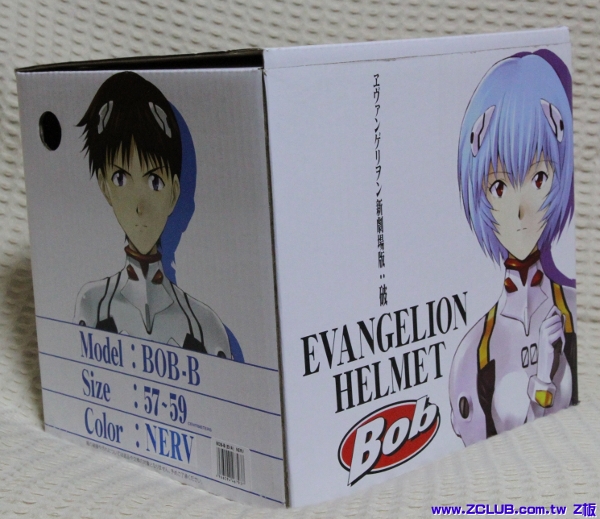 Model : BOB-B
Size : 57-59
Color : NERV
ヱヴァンゲリヲン新劇場版：破
EVANGELION
HELMET
Bob
00
www.ZCLUB.com.tw Z板